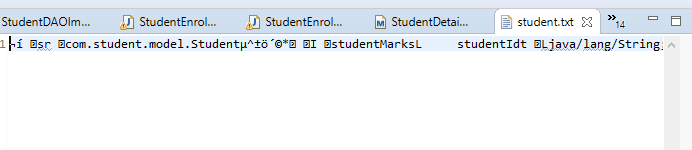 StudentDAOIm... StudentEnrol... StudentEnrol... StudentDetai... student.txt »14
1¬í sr com.student.model.Studentµ^±ö´©* I studentMarksL studentIdt Ljava/lang/String;